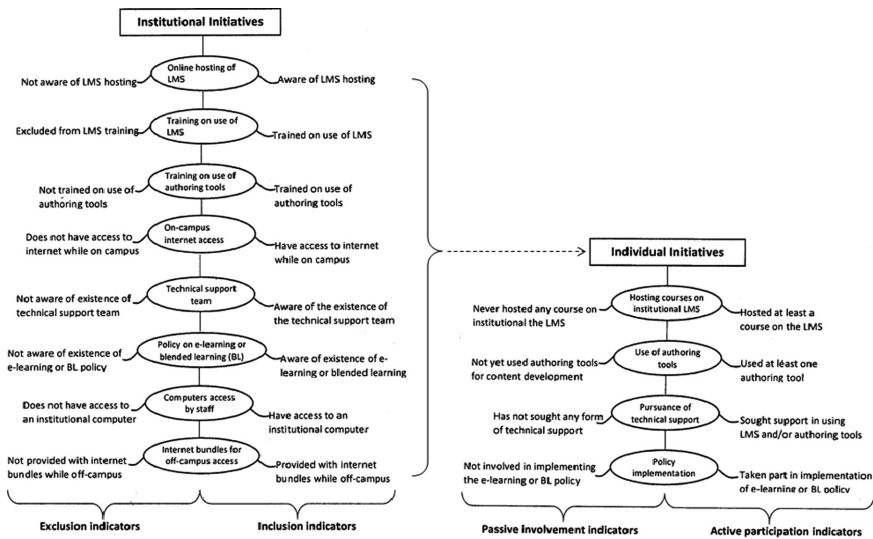 Institutional Initiatives
Online hosting of
LMS
Not aware of LMS hosting
Aware of LMS hosting
Training on use of
LMS
Excluded from LMS training
Trained on use of LMS
Training on use of
authoring tools
Not trained on use of
authoring tools
Trained on use of
authoring tools
On-campus
internet access
Does not have access to
internet while on campus
Have access to internet
while on campus
Technical support
team
Not aware of existence of
technical support team
Aware of the existence of
the technical support team
Policy on e-learning or
blended learning (BL)
Not aware of existence of
e-learning or BL policy
Aware of existence of e-
learning or blended learning
Computers access
by staff
Does not have access to
an institutional computer
Have access to an
institutional computer
Internet bundles for
off-campus access
Not provided with internet
bundles while off-campus
Provided with internet
bundles while off-campus
Exclusion indicators
Inclusion indicators
Individual Initiatives
Hosting courses on
institutional LMS
Never hosted any course on
institutional the LMS
Hosted at least a
course on the LMS
Use of authoring
tools
Not yet used authoring tools
for content development
Used at least one
authoring tool
Pursuance of
technical support
Has not sought any form
of technical support
Sought support in using
LMS and/or authoring tools
Policy
implementation
Not involved in implementing
the e-learning or BL policy
Taken part in implementation
of e-learning or BL policy
Passive involvement indicators
Active participation indicators